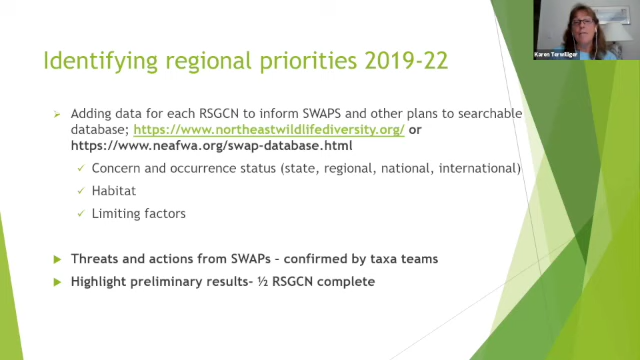 Identifying regional priorities 2019-22
Karen Terwilliger
Adding data for each RSGCN to inform SWAPS and other plans to searchable
database; https://www.northeastwildlifediversity.org/ or
https://www.neafwa.org/swap-database.html
Concern and occurrence status (state, regional, national, international)
Habitat
Limiting factors
Threats and actions from SWAPs – confirmed by taxa teams
Highlight preliminary results- ½ RSGCN complete